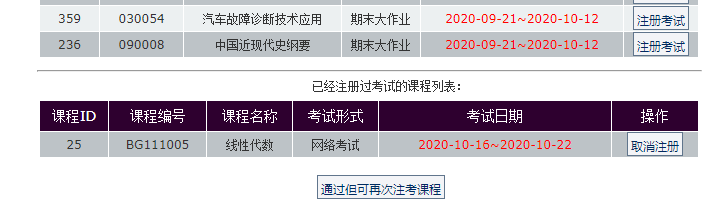 359 030054 汽车故障诊断技术应用 期末大作业 2020-09-21~2020-10-12 注册考试
236 090008 中国近现代史纲要 期末大作业 2020-09-21~2020-10-12 注册考试
已经注册过考试的课程列表:
课程ID 课程编号 课程名称 考试形式 考试日期 操作
25 BG111005 线性代数 网络考试 2020-10-16~2020-10-22 取消注册
通过但可再次注考课程